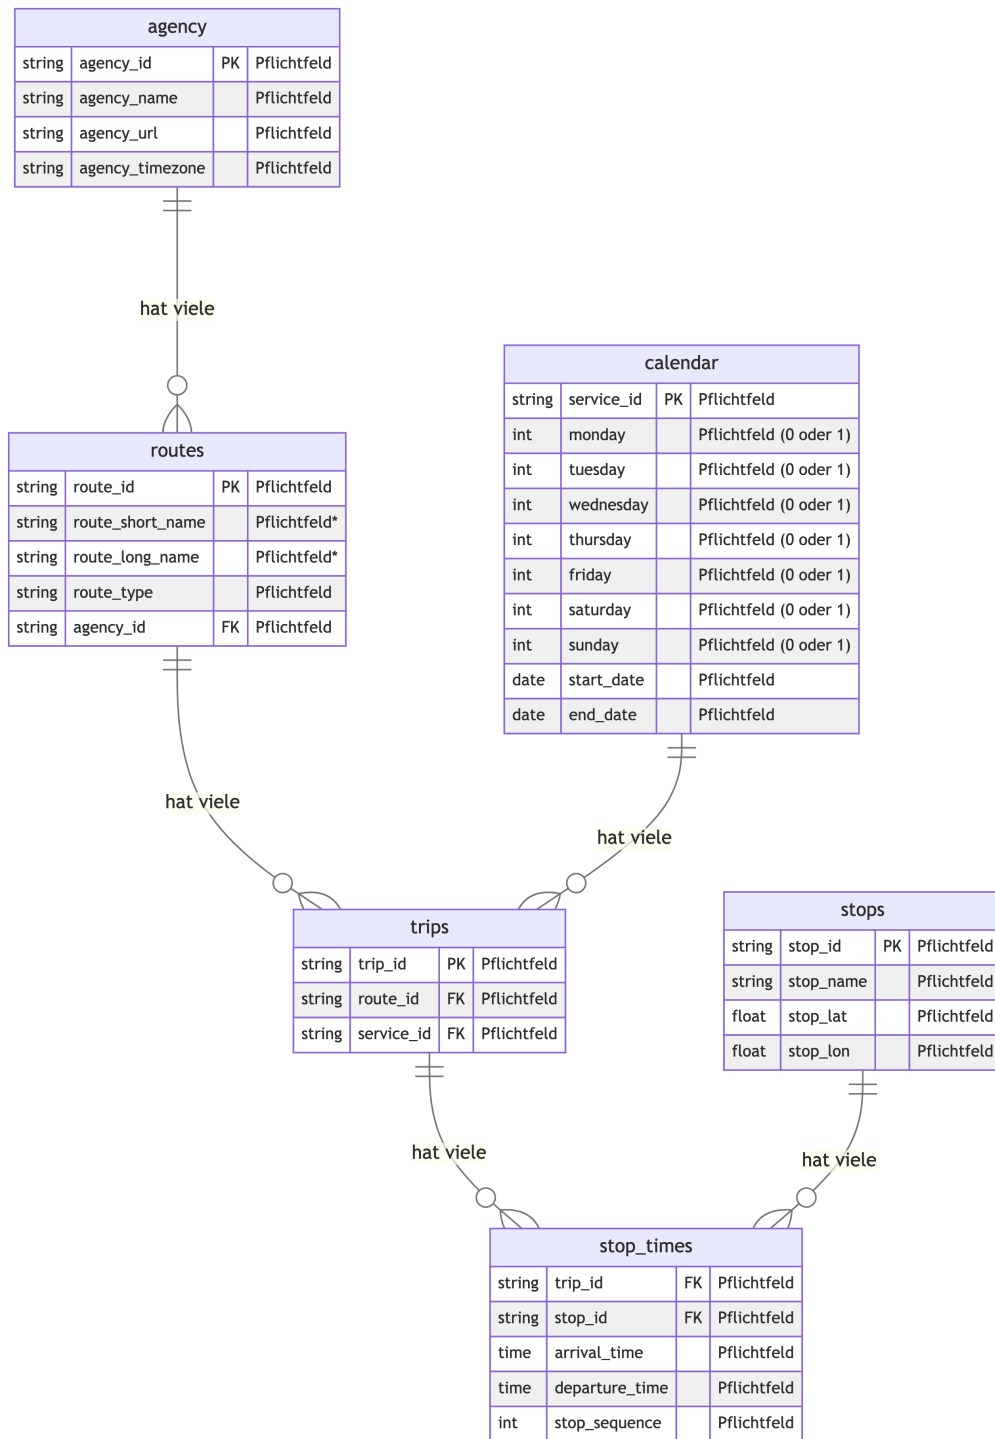 agency
string agency_id PK Pflichtfeld
string agency_name Pflichtfeld
string agency_url Pflichtfeld
string agency_timezone Pflichtfeld
hat viele
routes
string route_id PK Pflichtfeld
string route_short_name Pflichtfeld*
string route_long_name Pflichtfeld*
string route_type Pflichtfeld
string agency_id FK Pflichtfeld
calendar
string service_id PK Pflichtfeld
int monday Pflichtfeld (0 oder 1)
int tuesday Pflichtfeld (0 oder 1)
int wednesday Pflichtfeld (0 oder 1)
int thursday Pflichtfeld (0 oder 1)
int friday Pflichtfeld (0 oder 1)
int saturday Pflichtfeld (0 oder 1)
int sunday Pflichtfeld (0 oder 1)
date start_date Pflichtfeld
date end_date Pflichtfeld
hat viele
hat viele
trips
string trip_id PK Pflichtfeld
string route_id FK Pflichtfeld
string service_id FK Pflichtfeld
stops
string stop_id PK Pflichtfeld
string stop_name Pflichtfeld
float stop_lat Pflichtfeld
float stop_lon Pflichtfeld
hat viele
hat viele
stop_times
string trip_id FK Pflichtfeld
string stop_id FK Pflichtfeld
time arrival_time Pflichtfeld
time departure_time Pflichtfeld
int stop_sequence Pflichtfeld